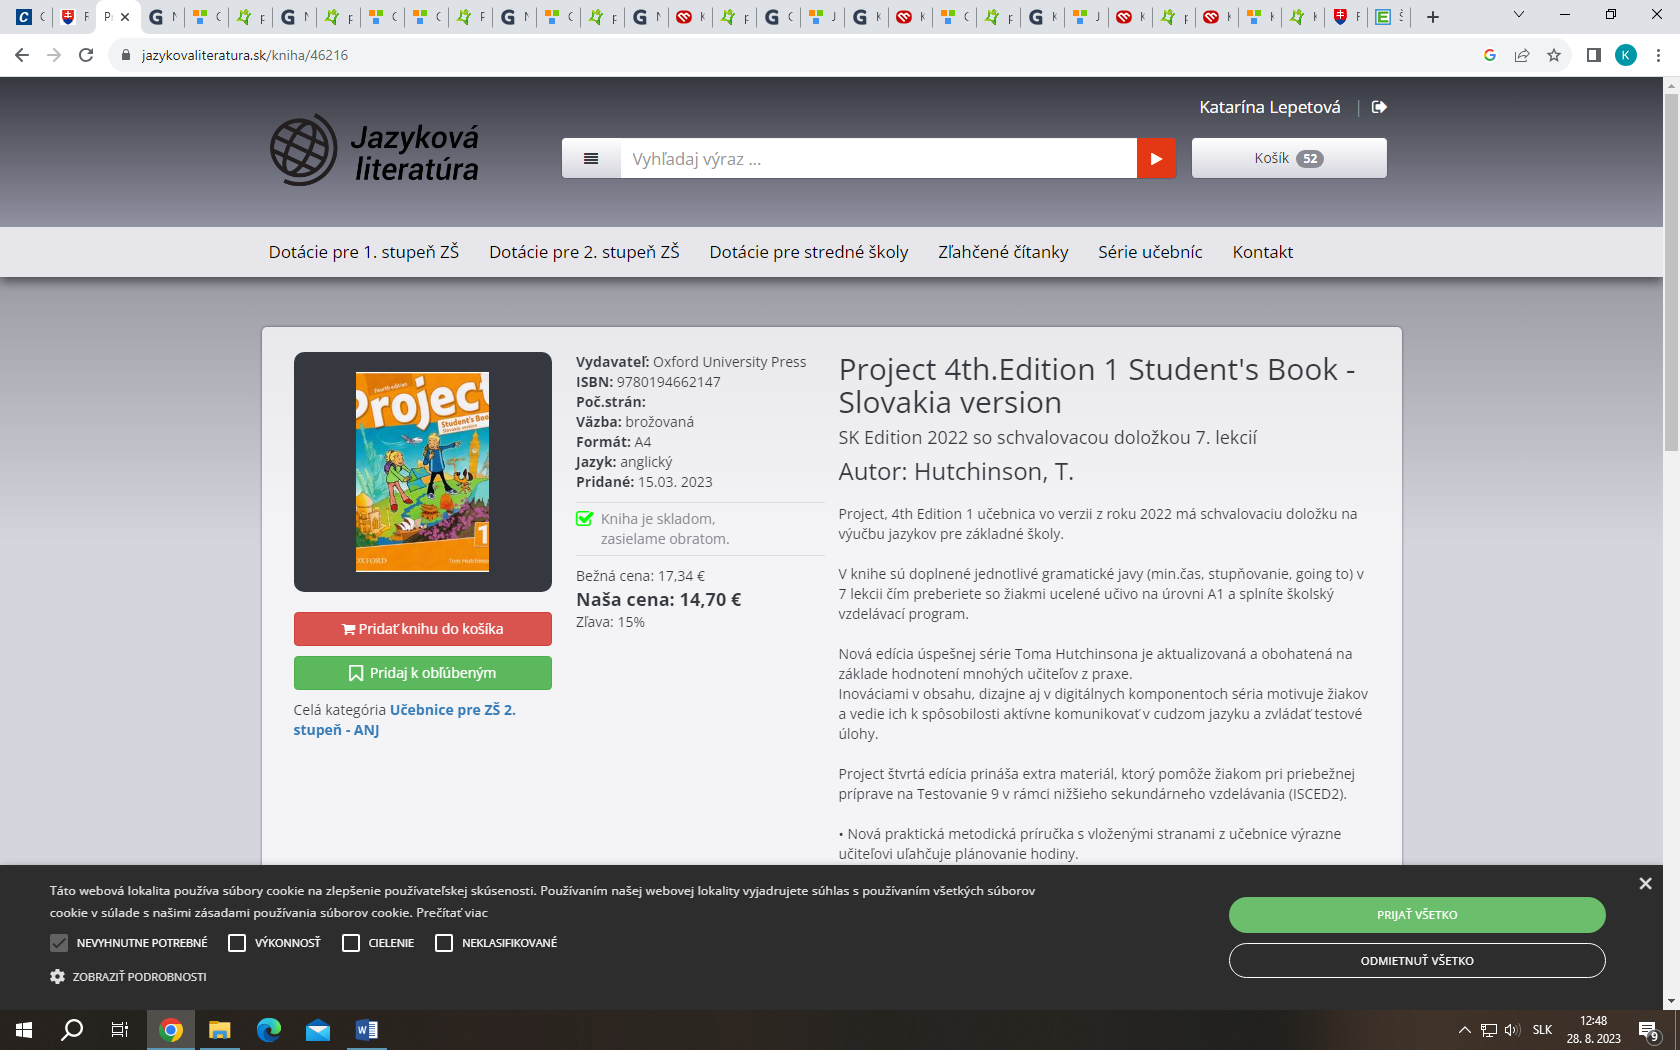 jazykovaliteratura.sk/kniha/46216
K
Katarína Lepetová
Jazyková
literatúra
Vyhľadaj výraz ...
Košík 52
Dotácie pre 1. stupeň ZŠ Dotácie pre 2. stupeň ZŠ Dotácie pre stredné školy Zľahčené čítanky Série učebníc Kontakt
Fourth edition
Project
Student's Book
Slovakia version
1
OXFORD
Tom Hutchinson
Pridať knihu do košíka
Pridaj k obľúbeným
Celá kategória Učebnice pre ZŠ 2.
stupeň - ANJ
Vydavateľ: Oxford University Press
ISBN: 9780194662147
Poč.strán:
Väzba: brožovaná
Formát: A4
Jazyk: anglický
Pridané: 15.03. 2023
Kniha je skladom,
zasielame obratom.
Bežná cena: 17,34 €
Naša cena: 14,70 €
Zľava: 15%
Project 4th.Edition 1 Student's Book -
Slovakia version
SK Edition 2022 so schvalovacou doložkou 7. lekcií
Autor: Hutchinson, T.
Project, 4th Edition 1 učebnica vo verzii z roku 2022 má schvalovaciu doložku na
výučbu jazykov pre základné školy.
V knihe sú doplnené jednotlivé gramatické javy (min.čas, stupňovanie, going to) v
7 lekcii čím preberiete so žiakmi ucelené učivo na úrovni A1 a splníte školský
vzdelávací program.
Nová edícia úspešnej série Toma Hutchinsona je aktualizovaná a obohatená na
základe hodnotení mnohých učiteľov z praxe.
Inováciami v obsahu, dizajne aj v digitálnych komponentoch séria motivuje žiakov
a vedie ich k spôsobilosti aktívne komunikovať v cudzom jazyku a zvládať testové
úlohy.
Project štvrtá edícia prináša extra materiál, ktorý pomôže žiakom pri priebežnej
príprave na Testovanie 9 v rámci nižšieho sekundárneho vzdelávania (ISCED2).
• Nová praktická metodická príručka s vloženými stranami z učebnice výrazne
učiteľovi uľahčuje plánovanie hodiny.
Táto webová lokalita používa súbory cookie na zlepšenie používateľskej skúsenosti. Používaním našej webovej lokality vyjadrujete súhlas s používaním všetkých súborov
cookie v súlade s našimi zásadami používania súborov cookie. Prečítať viac
NEVYHNUTNE POTREBNÉ VÝKONNOSŤ CIELENIE NEKLASIFIKOVANÉ
ZOBRAZIŤ PODROBNOSTI
PRIJAŤ VŠETKO
ODMIETNUŤ VŠETKO
SLK
12:48
28. 8. 2023
9